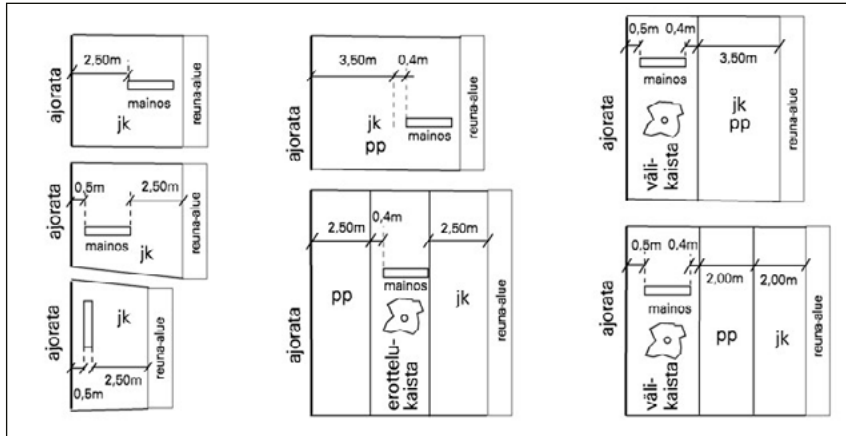 2,50m
ajorata
mainos
jk
reuna-alue
ajorata
0,5m
2,50m
mainos
jk
reuna-alue
ajorata
jk
reuna-alue
2,50m
0,5m
3,50m
0,4m
ajorata
mainos
jk
pp
reuna-alue
ajorata
2,50m
0,4m
2,50m
mainos
pp
jk
erottelu-
kaista
reuna-alue
0,5m
0,4m
3,50m
ajorata
mainos
jk
pp
väli-
kaista
reuna-alue
ajorata
0,5m
0,4m
2,00m
2,00m
mainos
pp
jk
väli-
kaista
reuna-alue